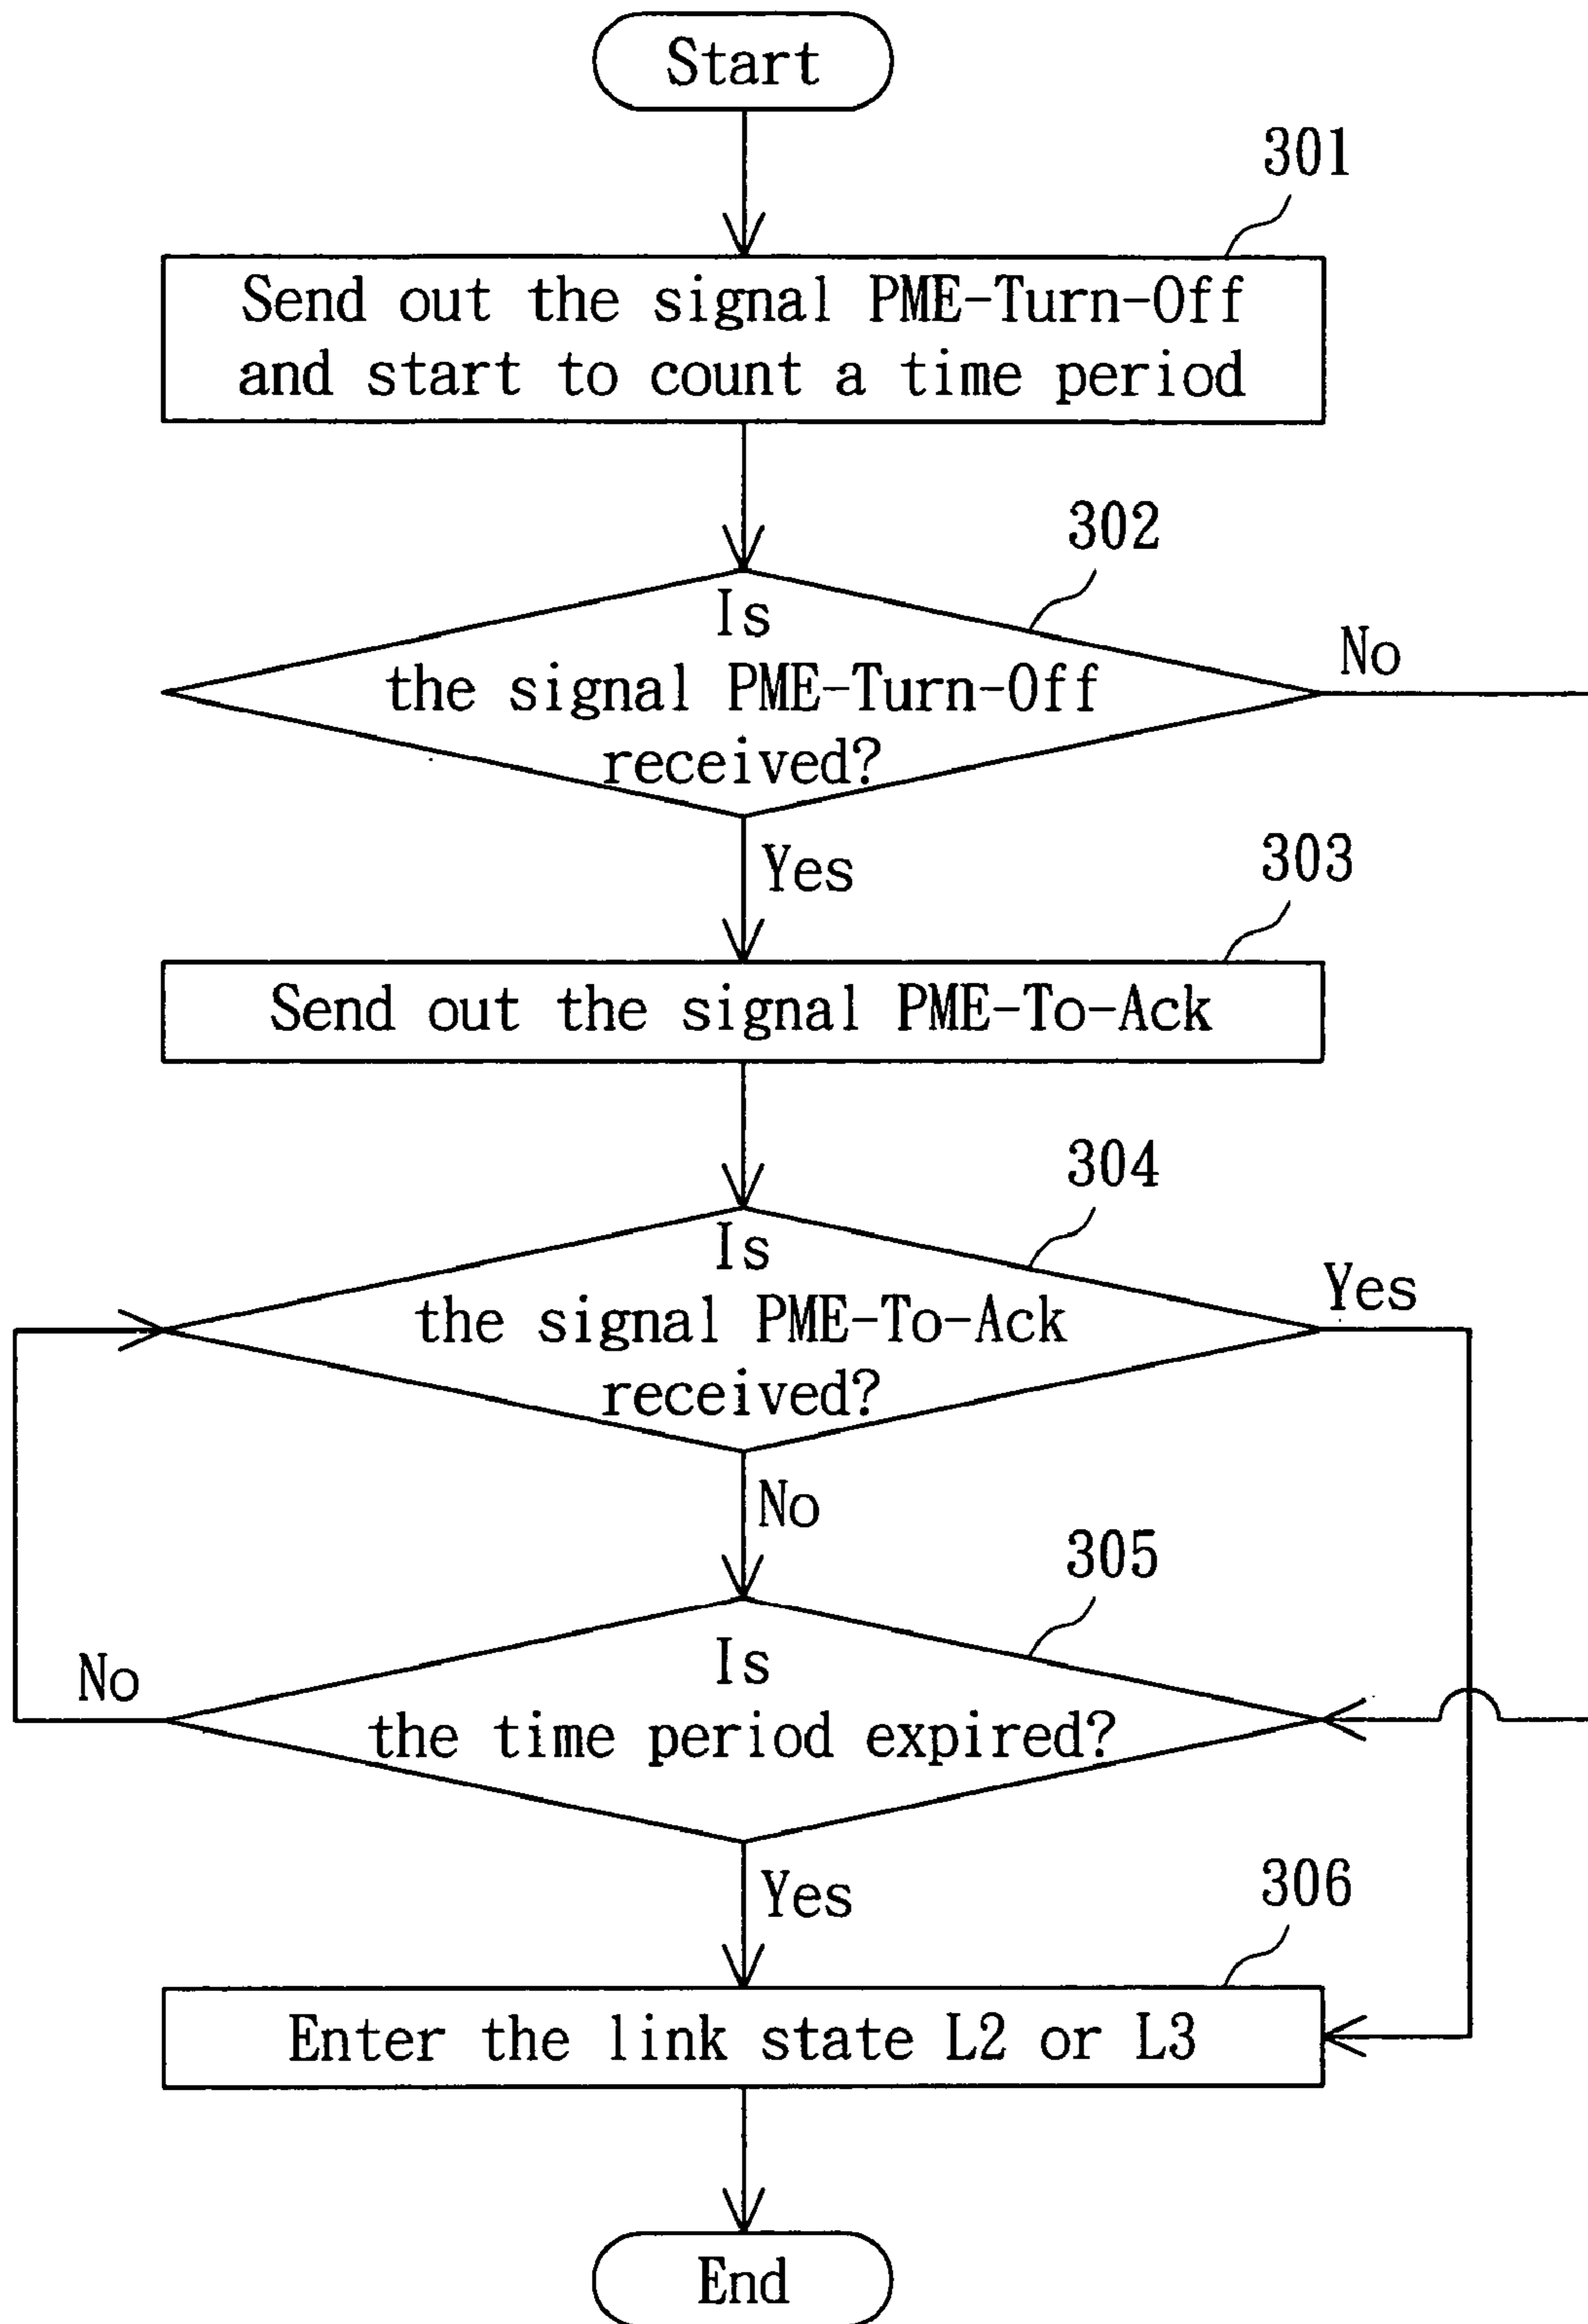 Start
301
Send out the signal PME-Turn-Off
and start to count a time period
302
Is
the signal PME-Turn-Off
received?
No
Yes
303
Send out the signal PME-To-Ack
304
Is
the signal PME-To-Ack
received?
Yes
No
305
Is
the time period expired?
No
Yes
306
Enter the link state L2 or L3
End